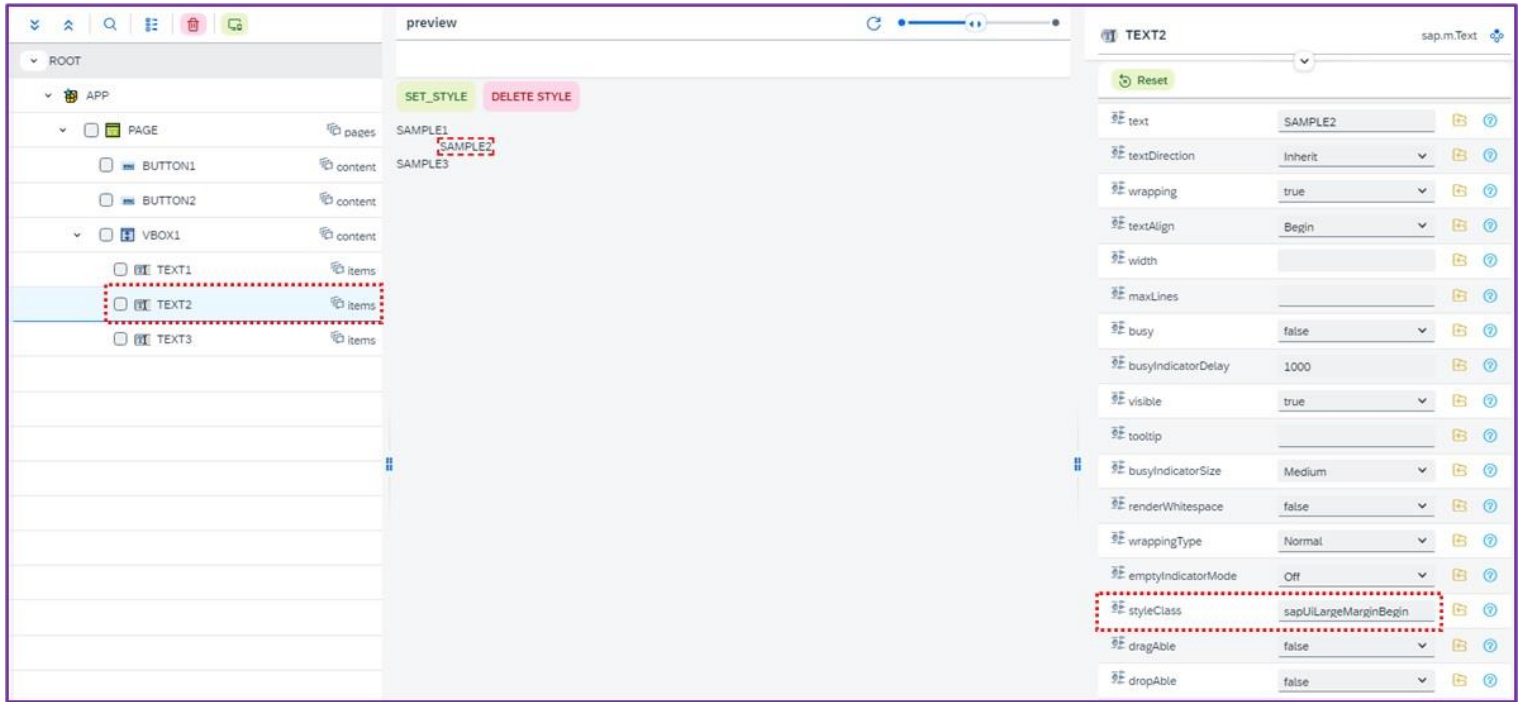 preview
ROOT
APP
PAGE pages
BUTTON1 content
BUTTON2 content
VBOX1 content
TEXT1 items
TEXT2 items
TEXT3 items
SET_STYLE DELETE STYLE
SAMPLE1
SAMPLE2
SAMPLE3
TEXT2 sap.m.Text
Reset
text SAMPLE2
textDirection Inherit
wrapping true
textAlign Begin
width
maxLines
busy false
busyIndicatorDelay 1000
visible true
tooltip
busyIndicatorSize Medium
renderWhitespace false
wrappingType Normal
emptyIndicatorMode Off
styleClass sapUiLargeMarginBegin
dragAble false
dropAble false